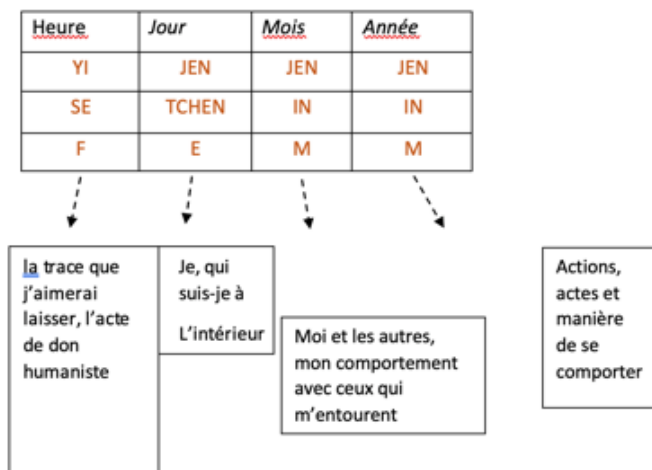 Heure Jour Mois Année
YI JEN JEN JEN
SE TCHEN IN IN
F E M M
la trace que
j'aimerai
laisser, l'acte
de don
humaniste
Je, qui
suis-je à
L'intérieur
Moi et les autres,
mon comportement
avec ceux qui
m'entourent
Actions,
actes et
manière
de se
comporter